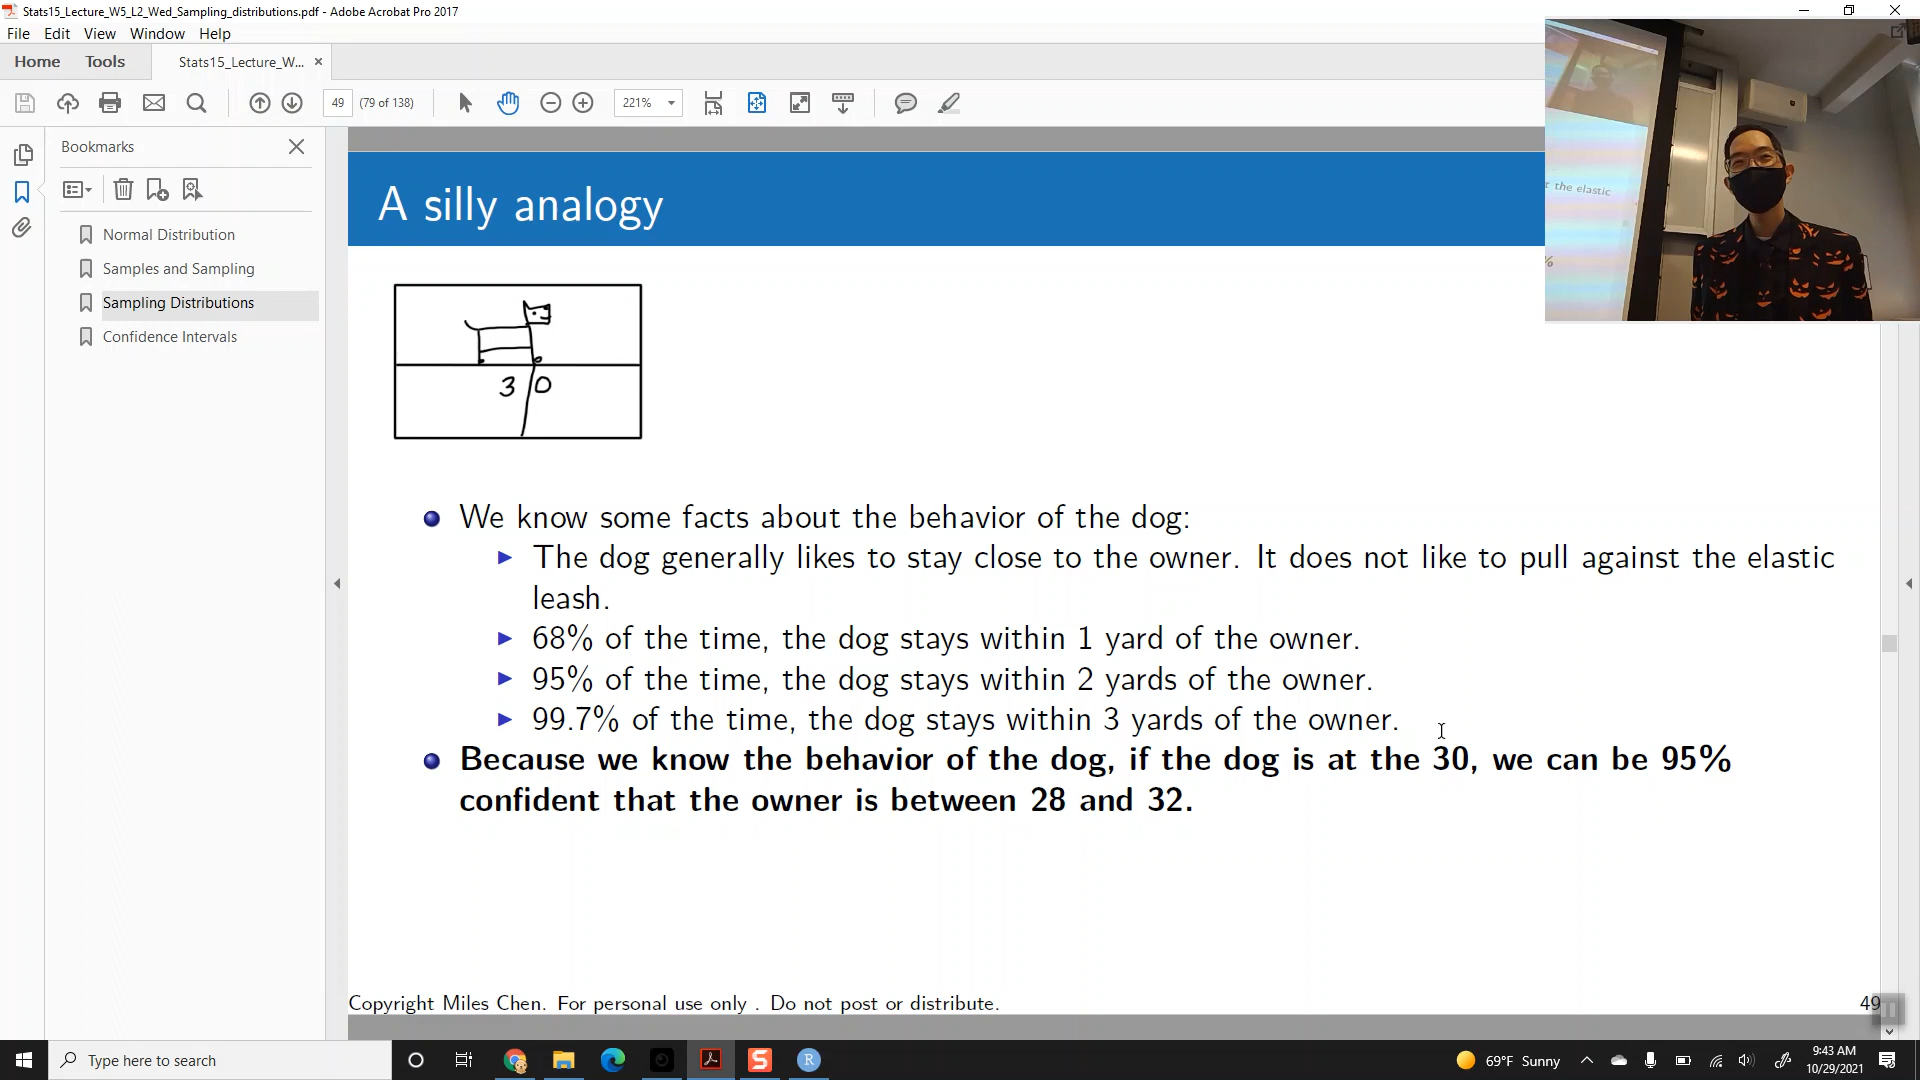 Stats15_Lecture_W5_L2_Wed_Sampling_distributions.pdf - Adobe Acrobat Pro 2017
File Edit View Window Help
Home Tools Stats15_Lecture_W... ×
49 (79 of 138) 221%
Bookmarks
Normal Distribution
Samples and Sampling
Sampling Distributions
Confidence Intervals
A silly analogy
the elastic
%
3 0
We know some facts about the behavior of the dog:
The dog generally likes to stay close to the owner. It does not like to pull against the elastic
leash.
68% of the time, the dog stays within 1 yard of the owner.
95% of the time, the dog stays within 2 yards of the owner.
99.7% of the time, the dog stays within 3 yards of the owner.
Because we know the behavior of the dog, if the dog is at the 30, we can be 95%
confident that the owner is between 28 and 32.
Copyright Miles Chen. For personal use only . Do not post or distribute.
49
Type here to search
S
R
69°F Sunny
9:43 AM
10/29/2021